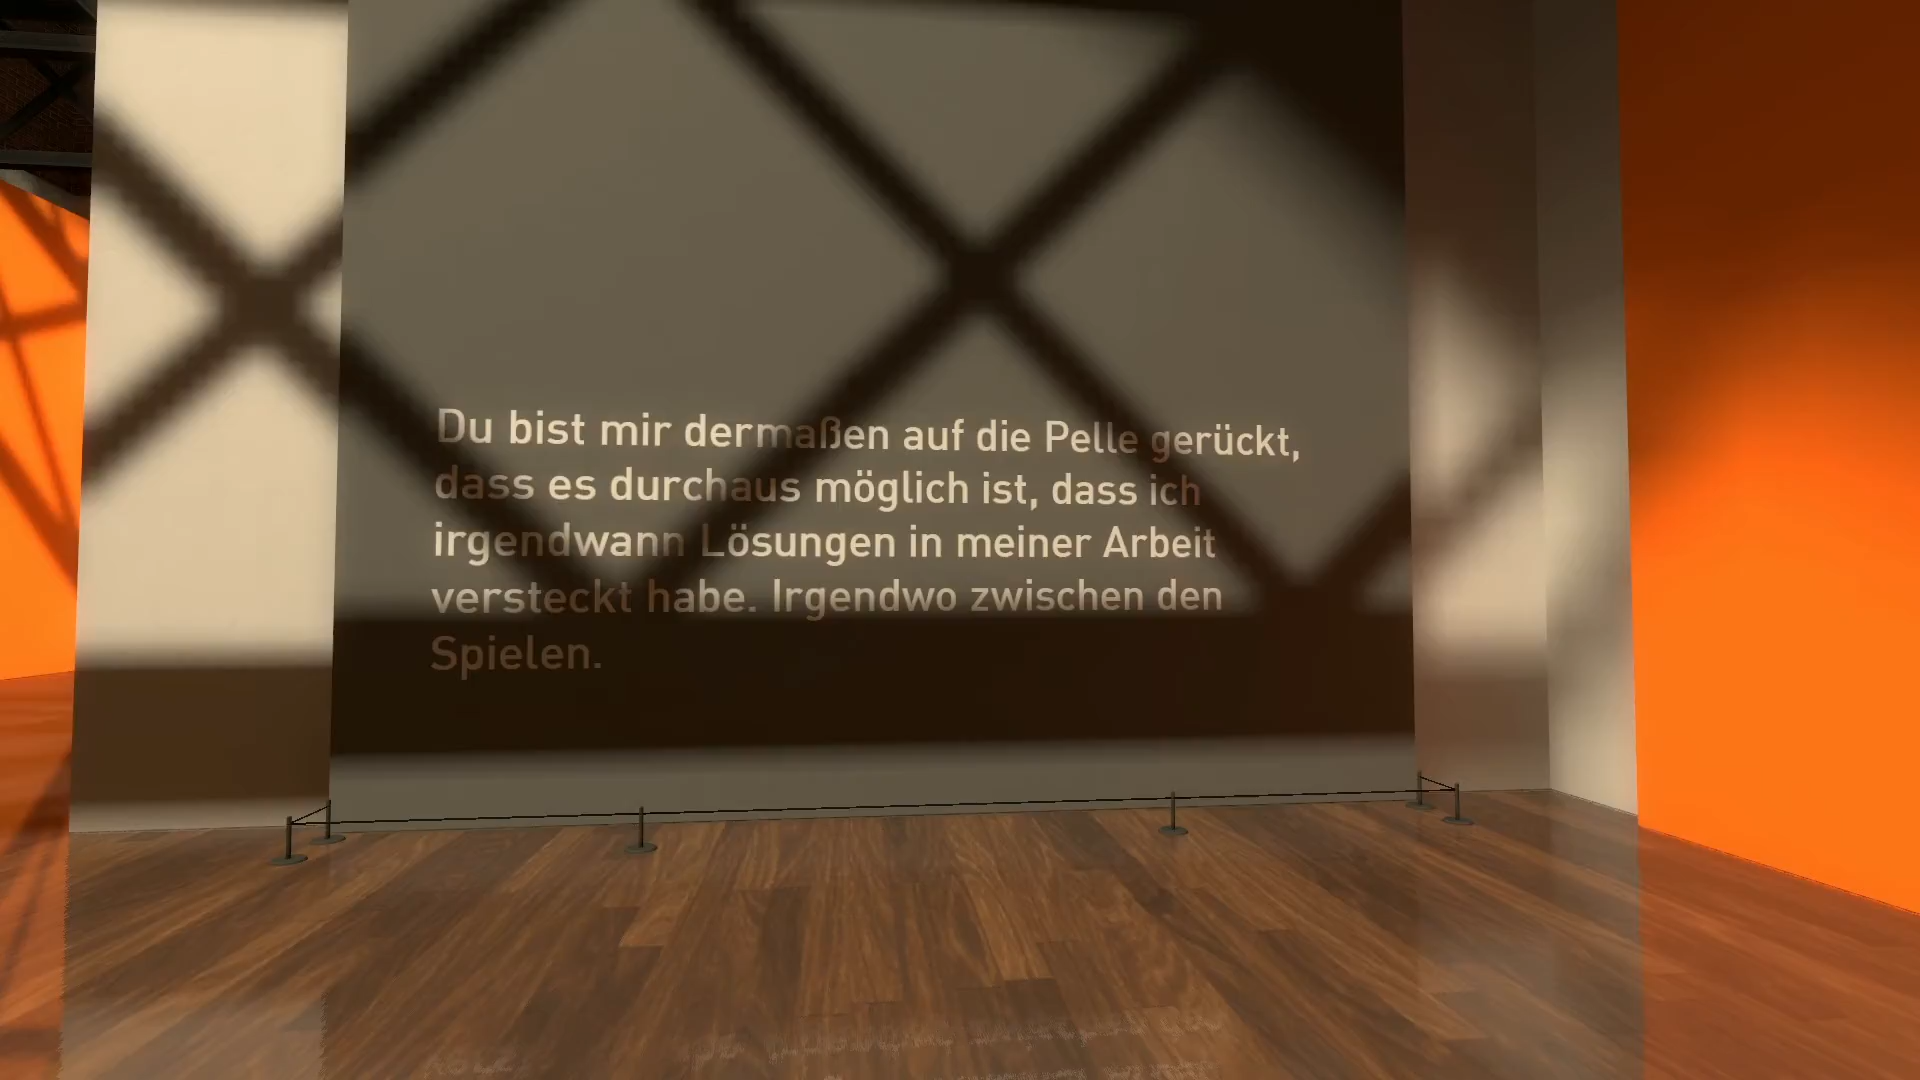 Du bist mir dermaßen auf die Pelle gerückt,
dass es durchaus möglich ist, dass ich
irgendwann Lösungen in meiner Arbeit
versteckt habe. Irgendwo zwischen den
Spielen.